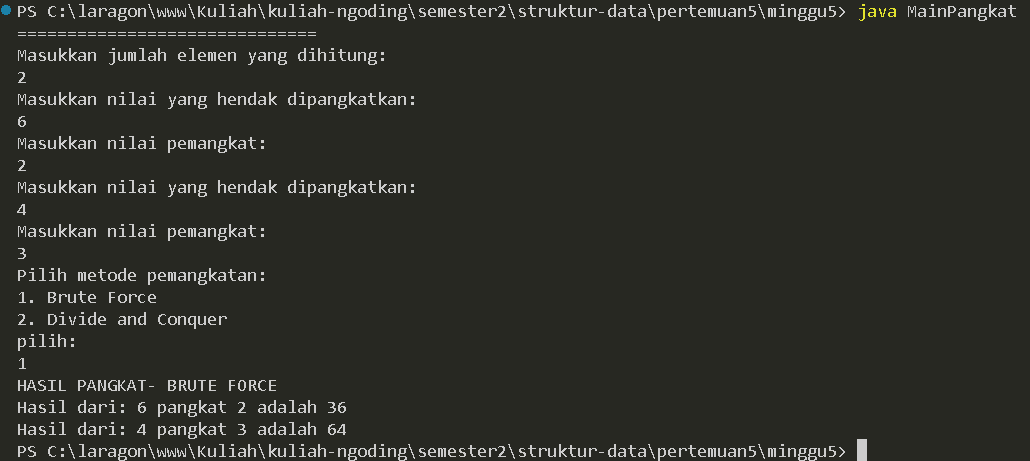 PS C:\laragon\www\Kuliah\kuliah-ngoding\semester2\struktur-data\pertemuan5\minggu5> java MainPangkat
==============================
Masukkan jumlah elemen yang dihitung:
2
Masukkan nilai yang hendak dipangkatkan:
6
Masukkan nilai pemangkat:
2
Masukkan nilai yang hendak dipangkatkan:
4
Masukkan nilai pemangkat:
3
Pilih metode pemangkatan:
1. Brute Force
2. Divide and Conquer
pilih:
1
HASIL PANGKAT- BRUTE FORCE
Hasil dari: 6 pangkat 2 adalah 36
Hasil dari: 4 pangkat 3 adalah 64
PS C:\laragon\www\Kuliah\kuliah-ngoding\semester2\struktur-data\pertemuan5\minggu5>